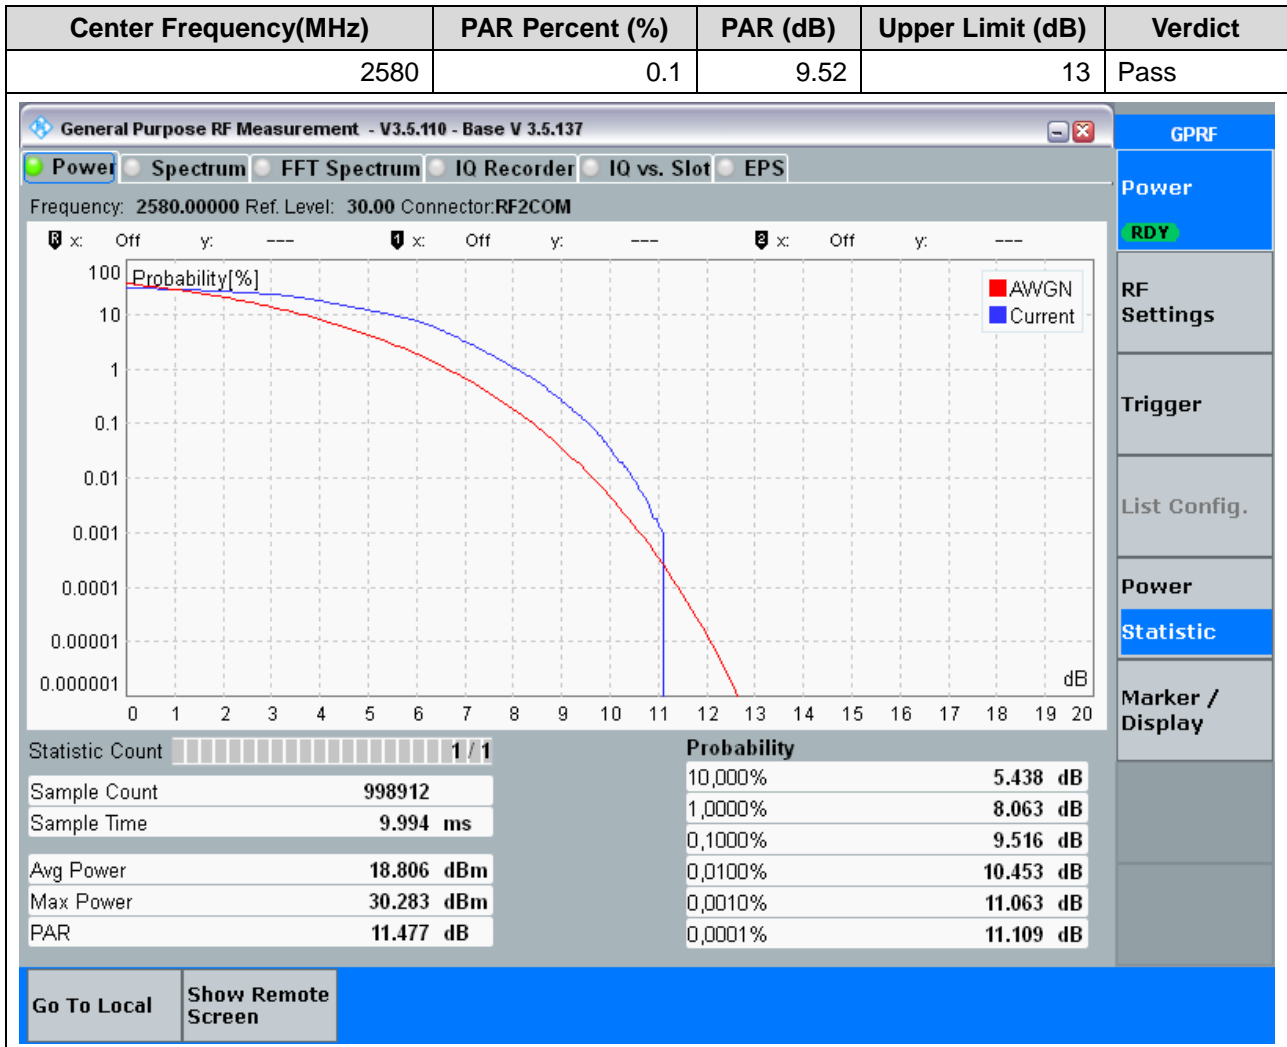 Center Frequency(MHz) PAR Percent (%) PAR (dB) Upper Limit (dB) Verdict
2580 0.1 9.52 13 Pass
General Purpose RF Measurement - V3.5.110 - Base V 3.5.137
GPRF
Power Spectrum FFT Spectrum IQ Recorder IQ vs. Slot EPS
Frequency: 2580.00000 Ref. Level: 30.00 Connector:RF2COM
R x: Off y: --- 1 x: Off y: --- 2 x: Off y: ---
Probability[%]
100
10
1
0.1
0.01
0.001
0.0001
0.00001
0.000001
AWGN
Current
dB
0 1 2 3 4 5 6 7 8 9 10 11 12 13 14 15 16 17 18 19 20
Statistic Count 1 / 1
Sample Count 998912
Sample Time 9.994 ms
Avg Power 18.806 dBm
Max Power 30.283 dBm
PAR 11.477 dB
Probability
10,000% 5.438 dB
1,0000% 8.063 dB
0,1000% 9.516 dB
0,0100% 10.453 dB
0,0010% 11.063 dB
0,0001% 11.109 dB
Power
RDY
RF
Settings
Trigger
List Config.
Power
Statistic
Marker /
Display
Go To Local
Show Remote
Screen